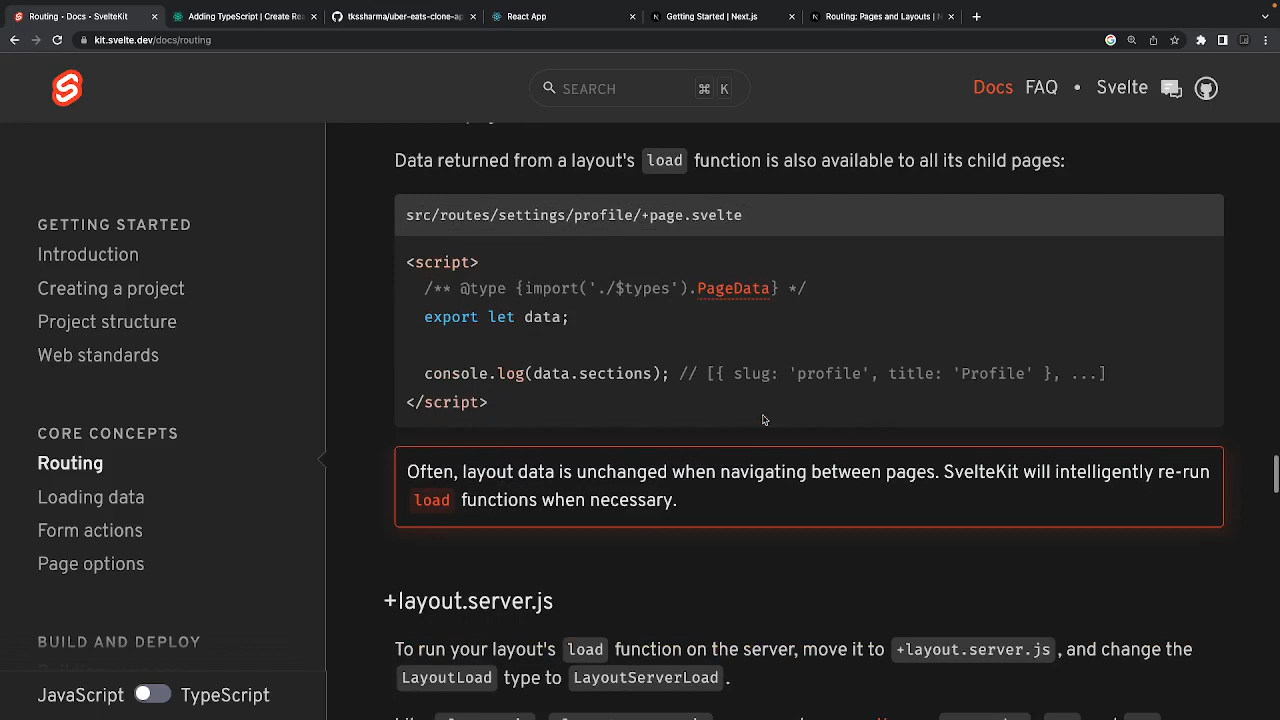 Routing • Docs • SvelteKit
Adding TypeScript | Create Rea
tkssharma/uber-eats-clone-ap
React App
Getting Started | Next.js
Routing: Pages and Layouts | N
kit.svelte.dev/docs/routing
SEARCH
⌘ K
Docs FAQ • Svelte
GETTING STARTED
Introduction
Creating a project
Project structure
Web standards
CORE CONCEPTS
Routing
Loading data
Form actions
Page options
BUILD AND DEPLOY
JavaScript TypeScript
Data returned from a layout's load function is also available to all its child pages:
src/routes/settings/profile/+page.svelte
<script>
/** @type {import('./$types').PageData} */
export let data;
console.log(data.sections); // [{ slug: 'profile', title: 'Profile' }, ...]
</script>
Often, layout data is unchanged when navigating between pages. SvelteKit will intelligently re-run
load functions when necessary.
+layout.server.js
To run your layout's load function on the server, move it to +layout.server.js, and change the
LayoutLoad type to LayoutServerLoad.